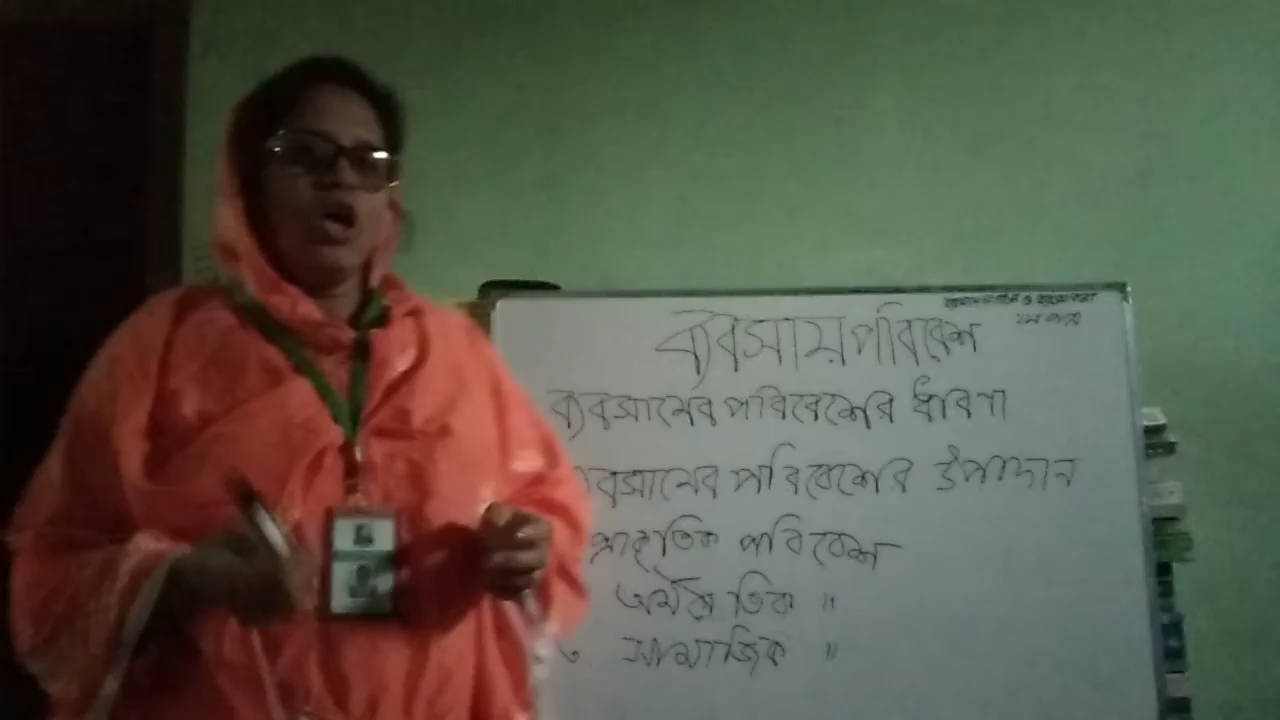 ব্যবসায় পরিবেশ
ব্যবসায়ের পরিবেশের ধারণা
ব্যবসায়ের পরিবেশের উপাদান
প্রাকৃতিক পরিবেশ
অর্থনৈতিক "
সামাজিক "